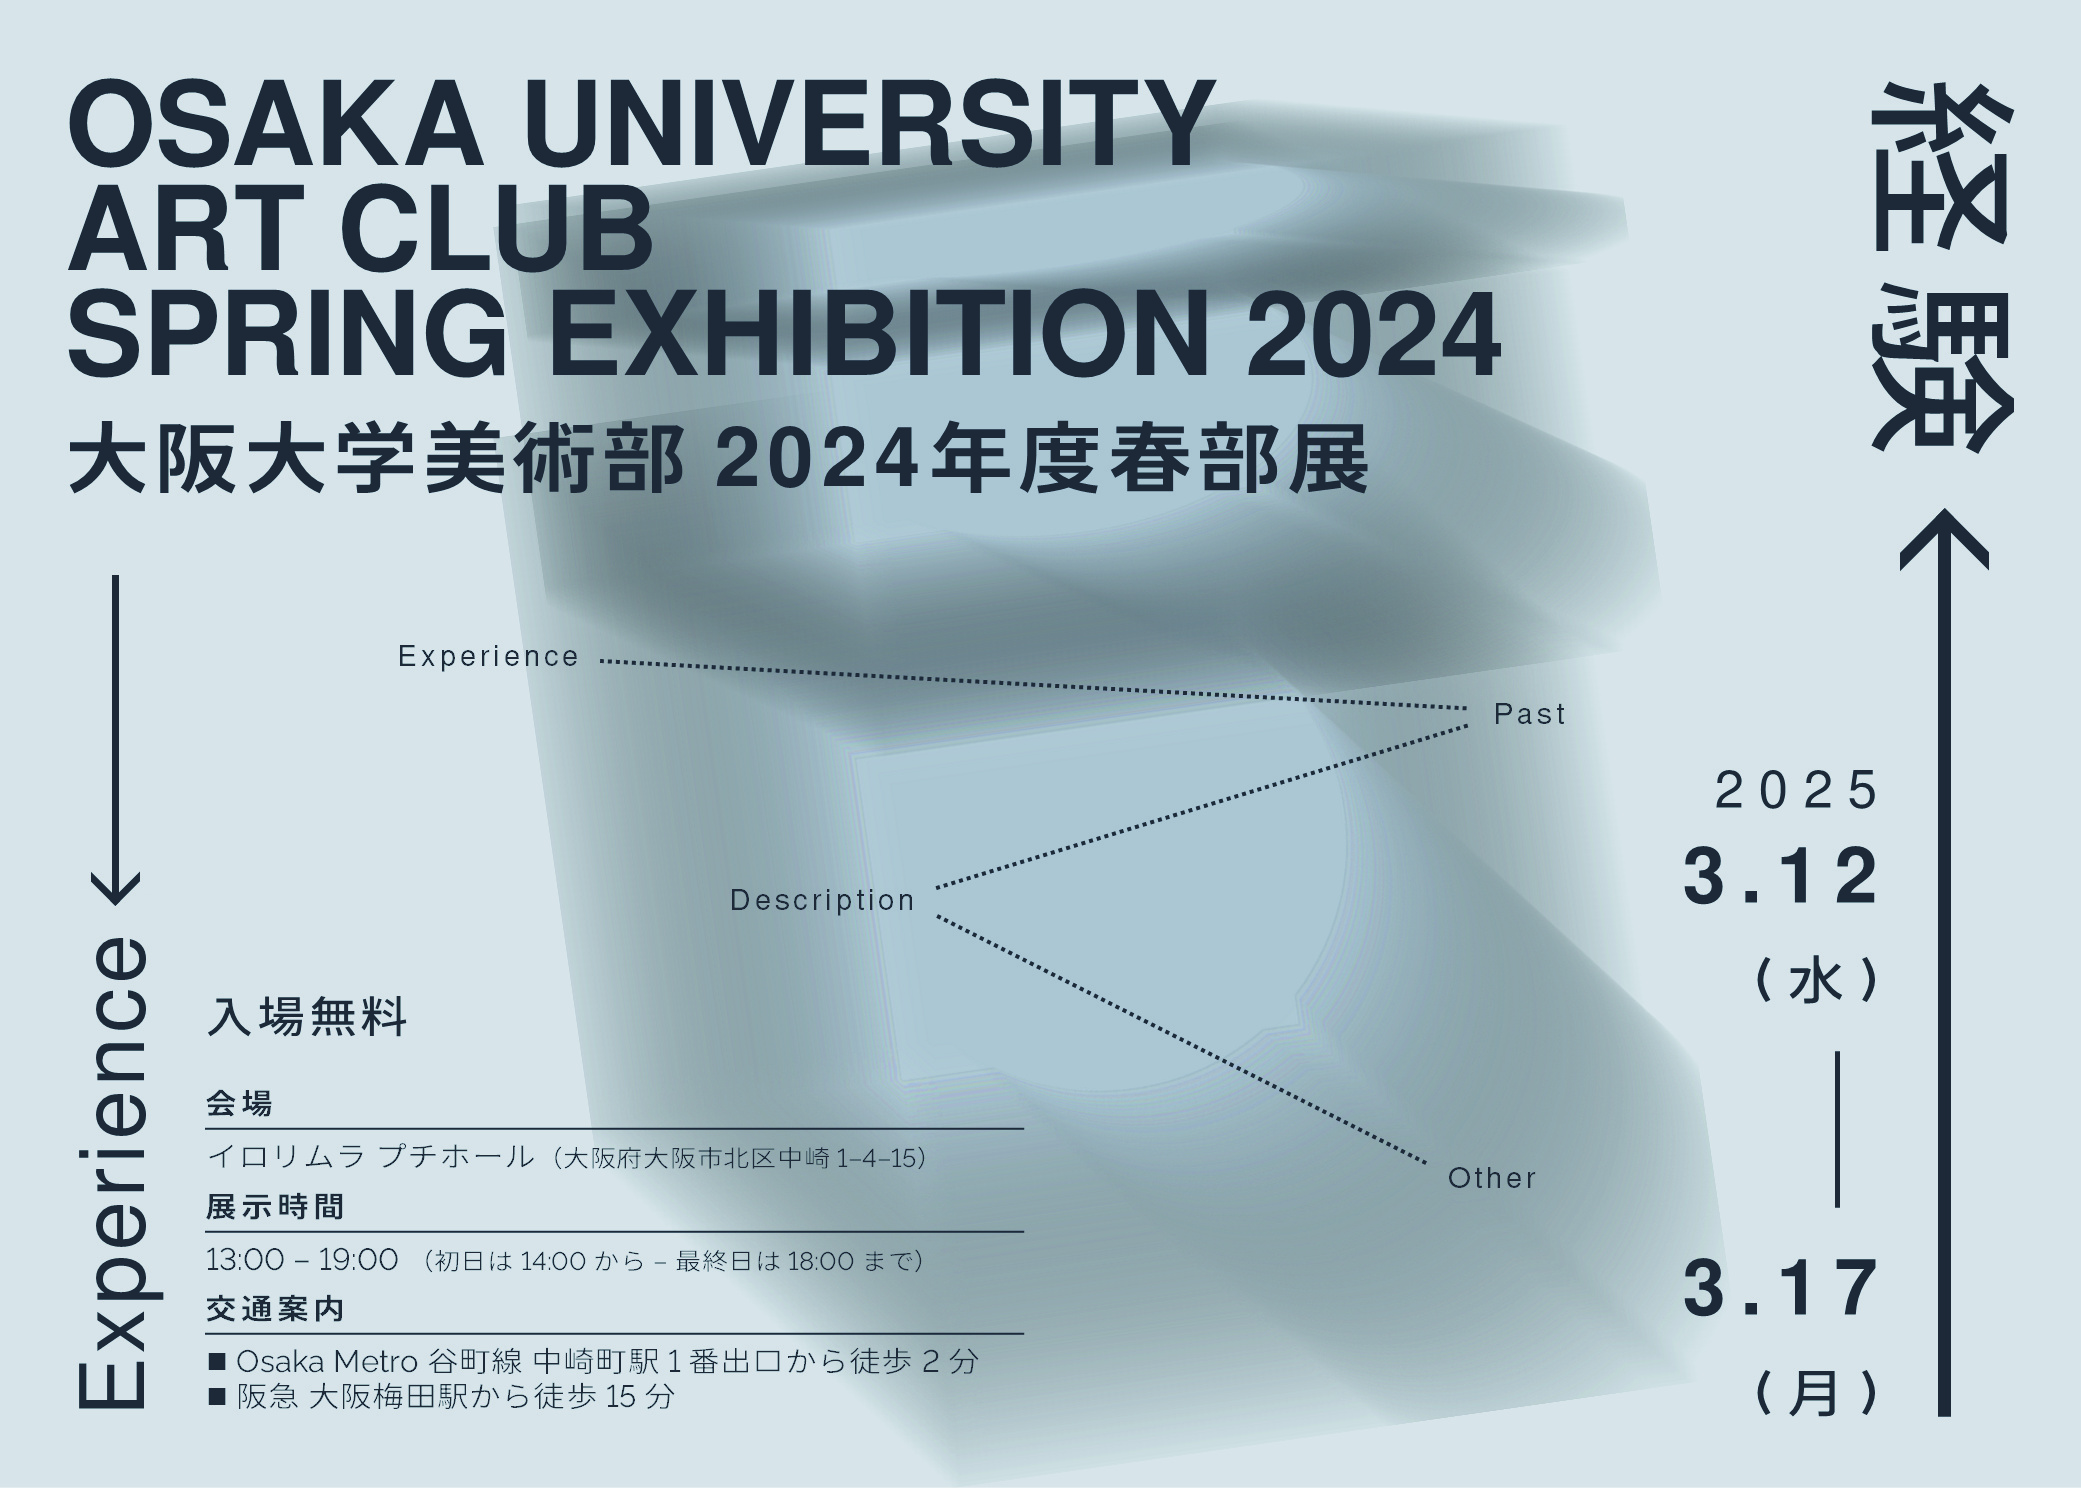 OSAKA UNIVERSITY
ART CLUB
SPRING EXHIBITION 2024
大阪大学美術部 2024年度春部展
経験
Experience
Past
Description
Other
2025
3.12
(水)
3.17
(月)
Experience
入場無料
会場
イロリムラ プチホール（大阪府大阪市北区中崎 1–4–15）
展示時間
13:00 – 19:00 （初日は 14:00 から – 最終日は 18:00 まで）
交通案内
■ Osaka Metro 谷町線 中崎町駅 1 番出口から徒歩 2 分
■ 阪急 大阪梅田駅から徒歩 15 分